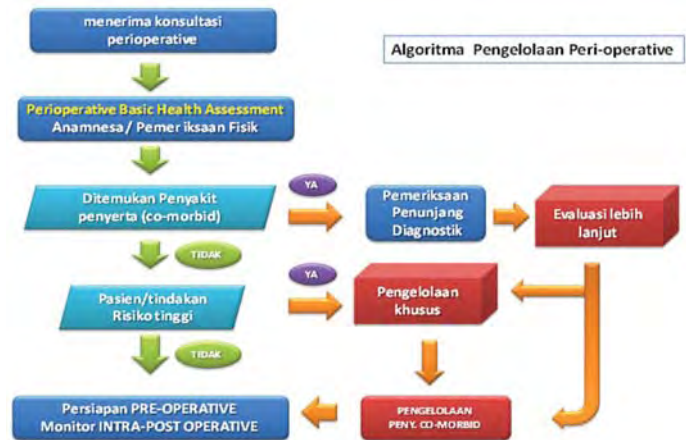 menerima konsultasi
perioperative
Algoritma Pengelolaan Peri-operative
Perioperative Basic Health Assessment
Anamnesa / Pemeriksaan Fisik
Ditemukan Penyakit
penyerta (co-morbid)
YA
Pemeriksaan
Penunjang
Diagnostik
Evaluasi lebih
lanjut
TIDAK
Pasien/tindakan
Risiko tinggi
YA
Pengelolaan
khusus
TIDAK
Persiapan PRE-OPERATIVE
Monitor INTRA-POST OPERATIVE
PENGELOLAAN
PENY. CO-MORBID